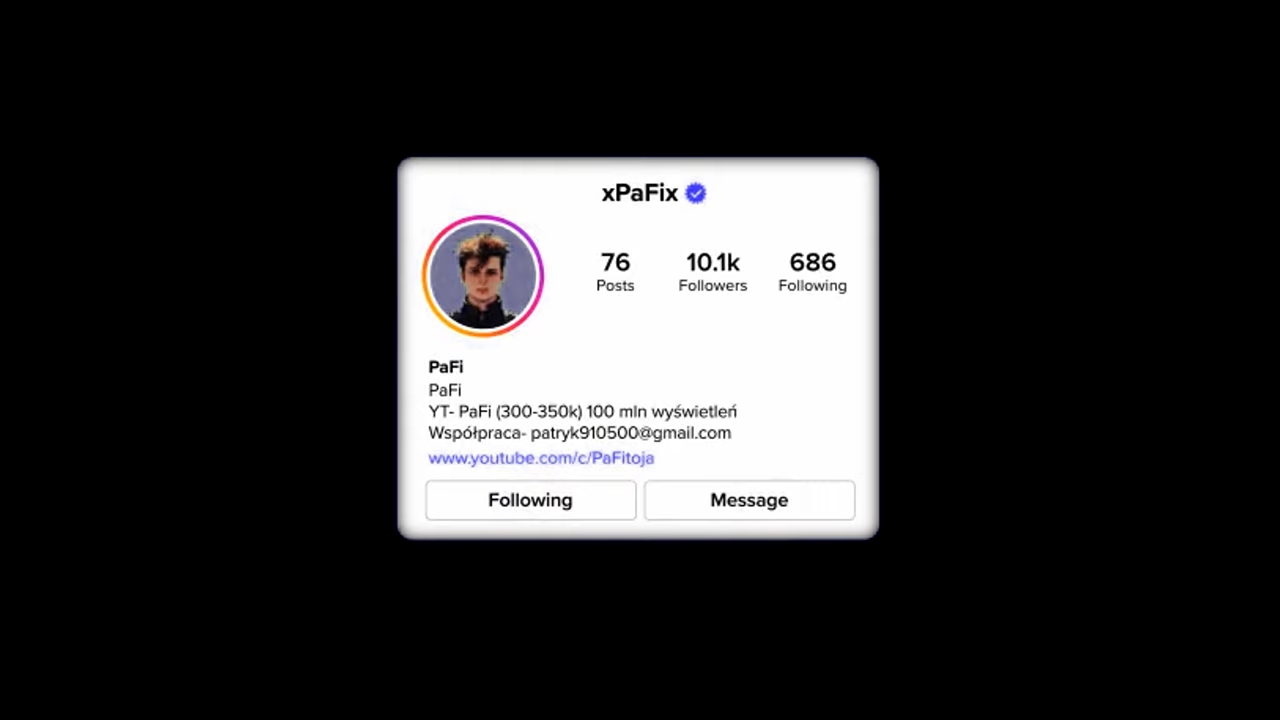 xPaFix
76 10.1k 686
Posts Followers Following
PaFi
PaFi
YT- PaFi (300-350k) 100 mln wyświetleń
Współpraca- patryk910500@gmail.com
www.youtube.com/c/PaFitoja
Following Message